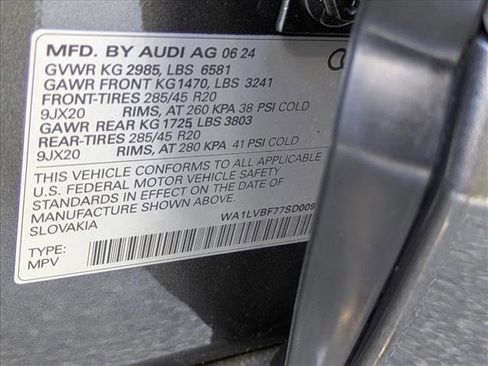 MFD. BY AUDI AG 06 24
GVWR KG 2985, LBS 6581
GAWR FRONT KG1470, LBS 3241
FRONT-TIRES 285/45 R20
9JX20 RIMS, AT 260 KPA 38 PSI COLD
GAWR REAR KG 1725 LBS 3803
REAR-TIRES 285/45 R20
9JX20 RIMS, AT 280 KPA 41 PSI COLD
THIS VEHICLE CONFORMS TO ALL APPLICABLE
U.S. FEDERAL MOTOR VEHICLE SAFETY
STANDARDS IN EFFECT ON THE DATE OF
MANUFACTURE SHOWN ABOVE.
SLOVAKIA WA1LVBF77SD009
TYPE:
MPV